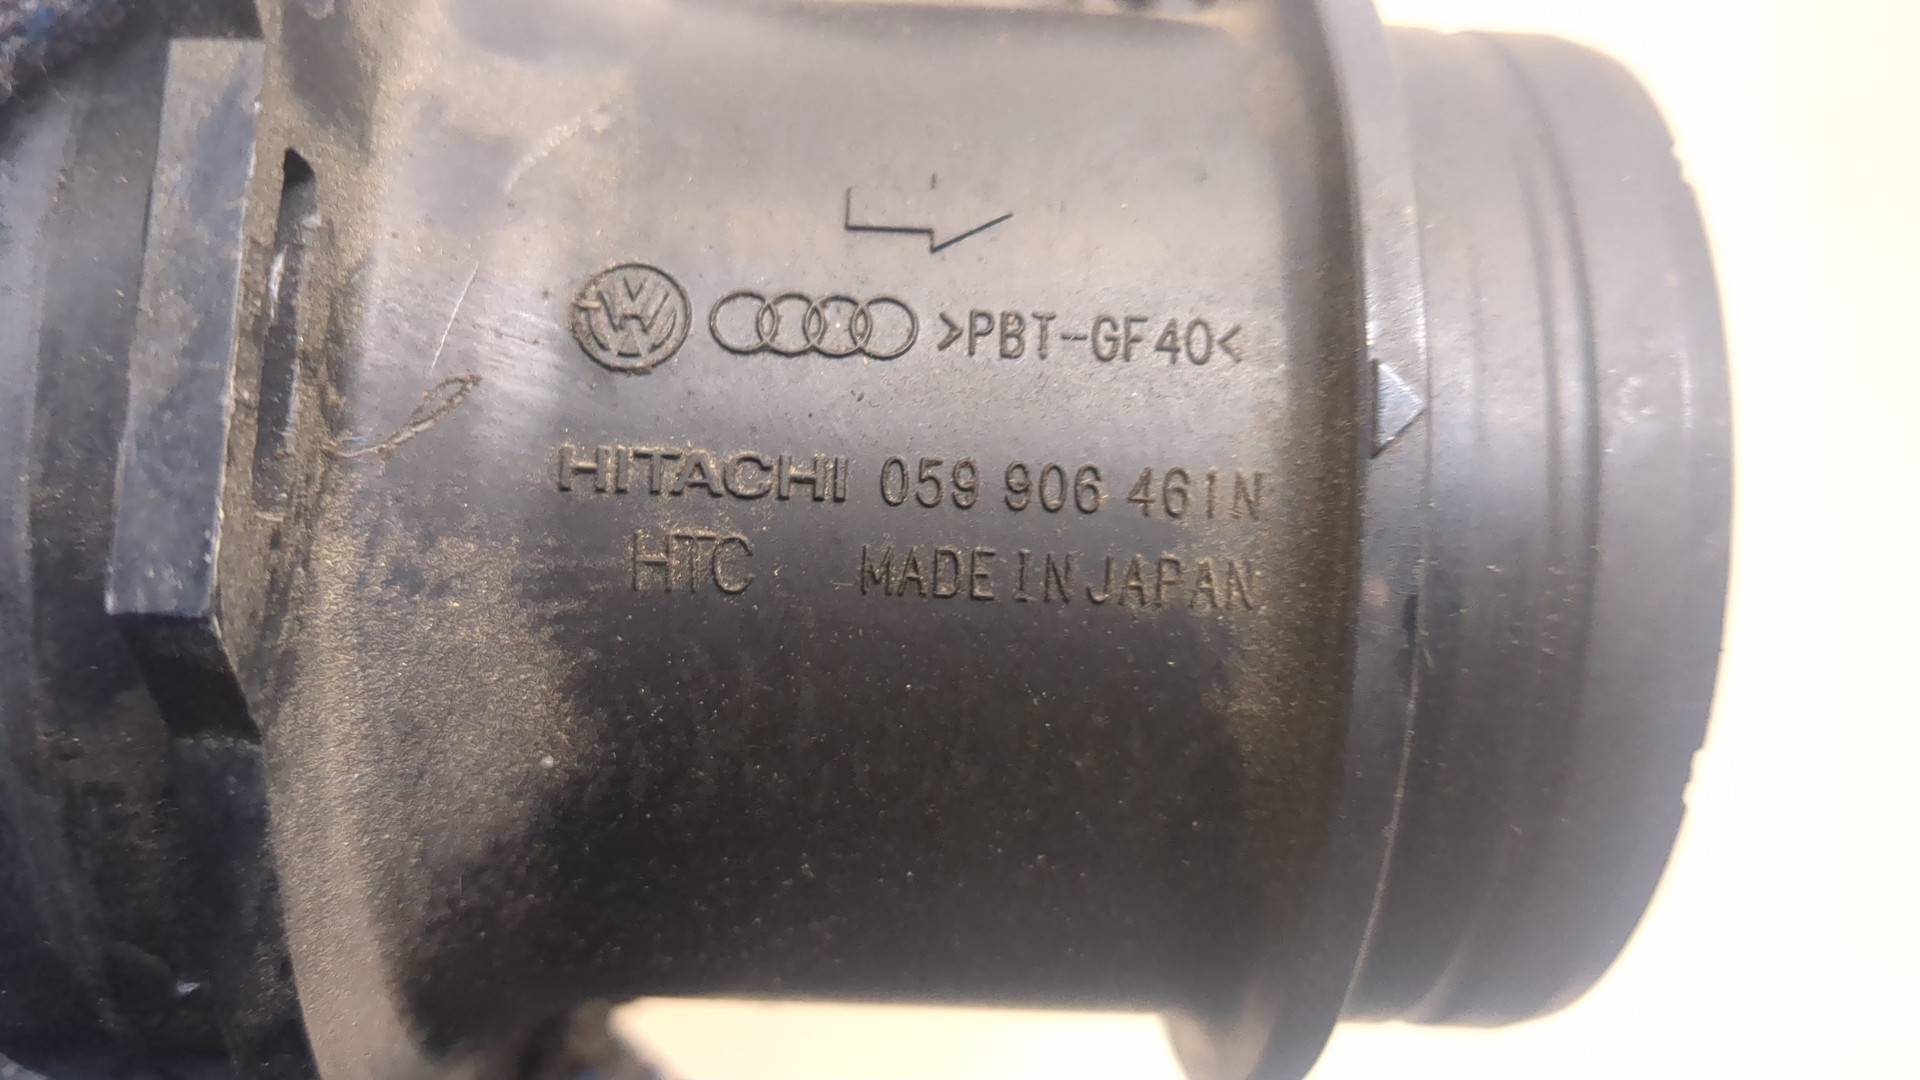 >PBT-GF40<
HITACHI 059 906 461N
HTC MADE IN JAPAN